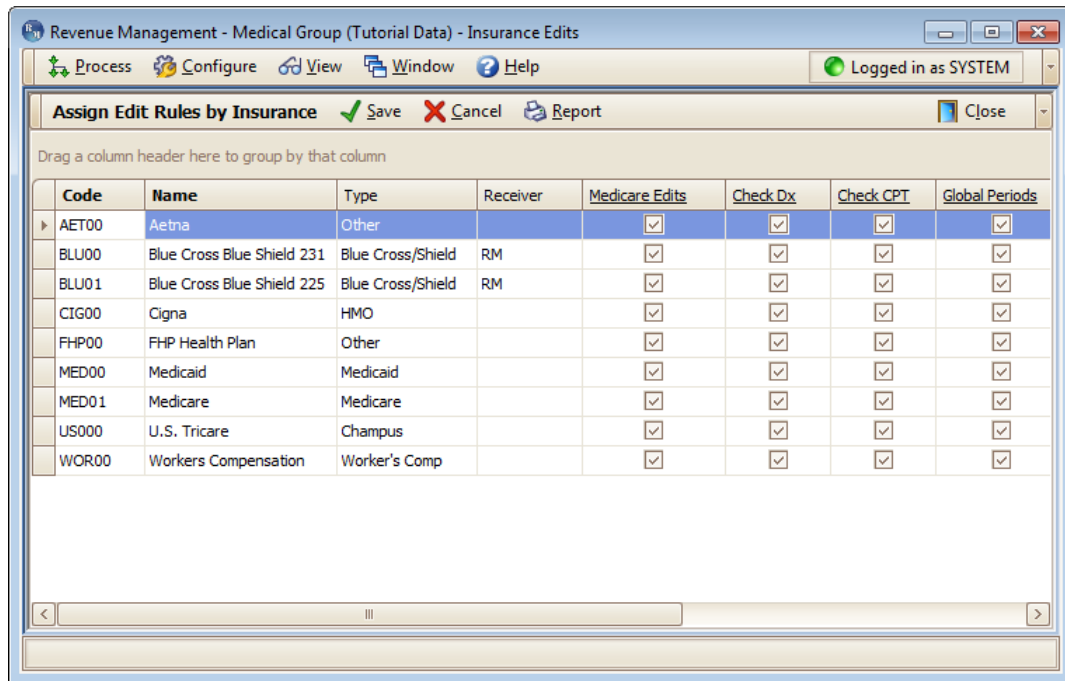 Revenue Management - Medical Group (Tutorial Data) - Insurance Edits
Process Configure View Window Help Logged in as SYSTEM
Assign Edit Rules by Insurance Save Cancel Report Close
Drag a column header here to group by that column
Code Name Type Receiver Medicare Edits Check Dx Check CPT Global Periods
AET00 Aetna Other
BLU00 Blue Cross Blue Shield 231 Blue Cross/Shield RM
BLU01 Blue Cross Blue Shield 225 Blue Cross/Shield RM
CIG00 Cigna HMO
FHP00 FHP Health Plan Other
MED00 Medicaid Medicaid
MED01 Medicare Medicare
US000 U.S. Tricare Champus
WOR00 Workers Compensation Worker's Comp